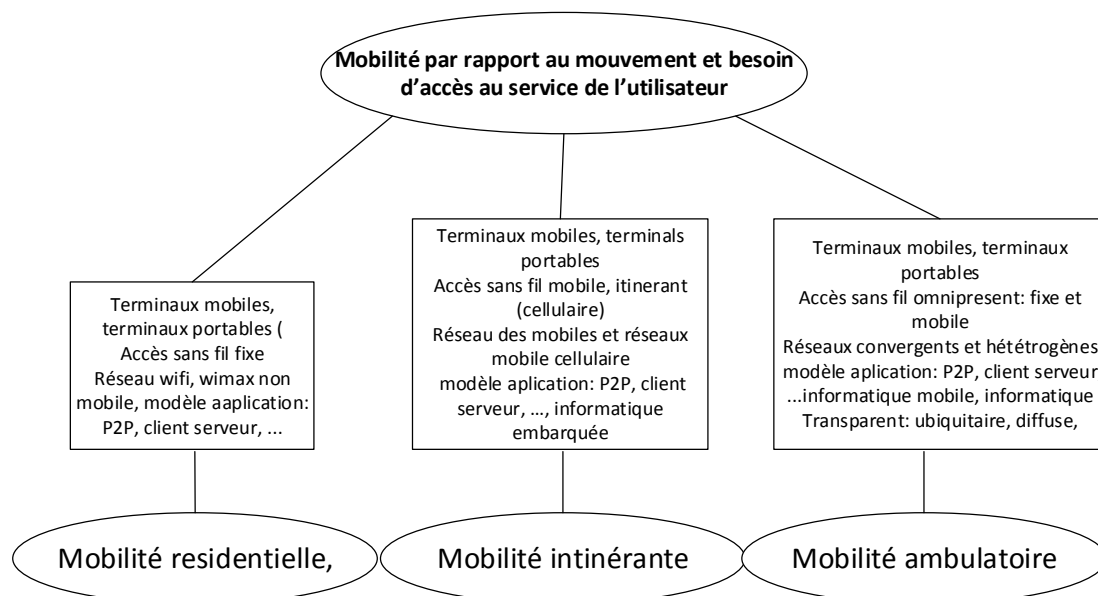 Mobilité par rapport au mouvement et besoin
d'accès au service de l'utilisateur
Terminaux mobiles,
terminaux portables (
Accès sans fil fixe
Réseau wifi, wimax non
mobile, modèle aapplication:
P2P, client serveur, ...
Terminaux mobiles, terminals
portables
Accès sans fil mobile, itinerant
(cellulaire)
Réseau des mobiles et réseaux
mobile cellulaire
modèle aplication: P2P, client
serveur, ..., informatique
embarquée
Terminaux mobiles, terminaux
portables
Accès sans fil omnipresent: fixe et
mobile
Réseaux convergents et hététrogènes
modèle aplication: P2P, client serveur
...informatique mobile, informatique
Transparent: ubiquitaire, diffuse,
Mobilité residentielle,
Mobilité intinérante
Mobilité ambulatoire